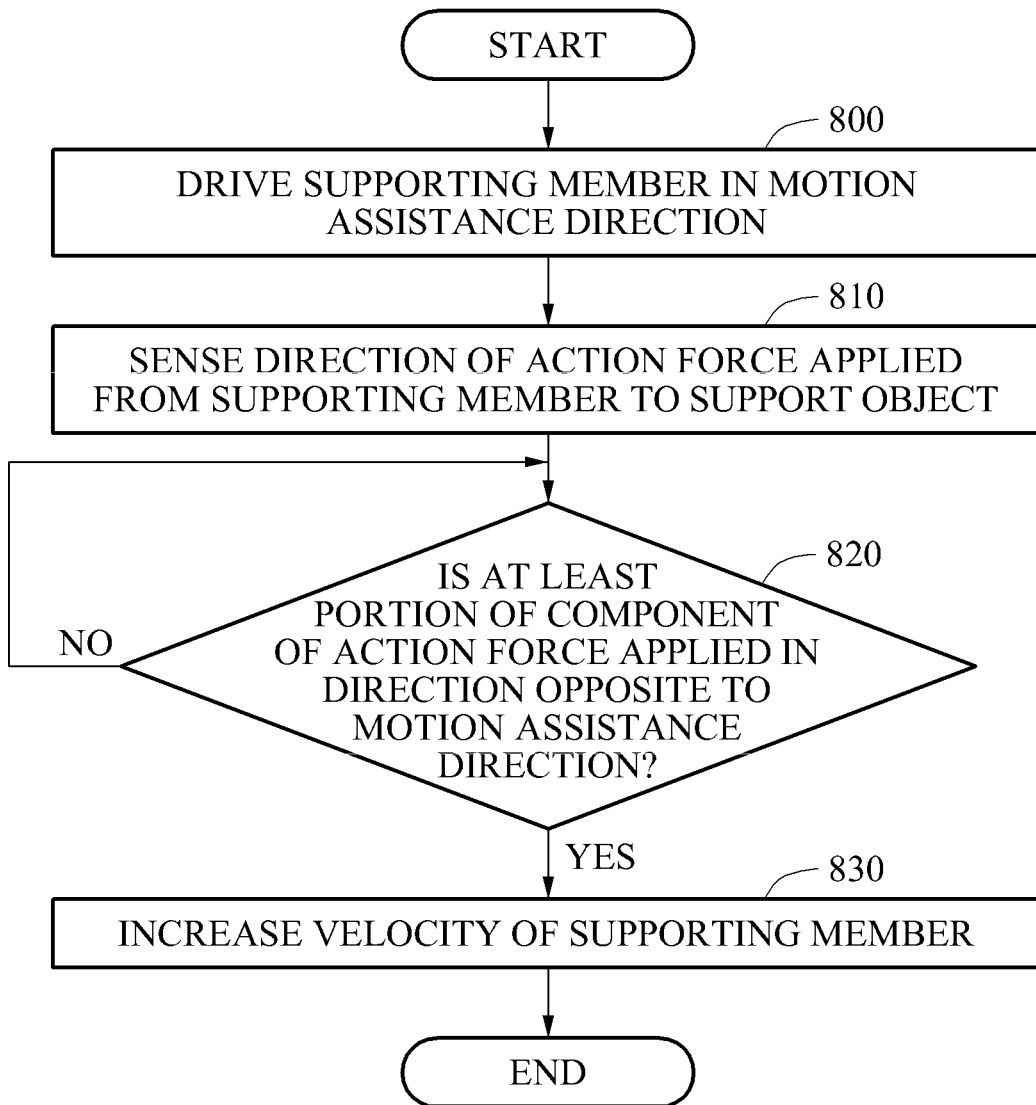 START
800
DRIVE SUPPORTING MEMBER IN MOTION
ASSISTANCE DIRECTION
810
SENSE DIRECTION OF ACTION FORCE APPLIED
FROM SUPPORTING MEMBER TO SUPPORT OBJECT
820
IS AT LEAST
PORTION OF COMPONENT
OF ACTION FORCE APPLIED IN
DIRECTION OPPOSITE TO
MOTION ASSISTANCE
DIRECTION?
NO
YES
830
INCREASE VELOCITY OF SUPPORTING MEMBER
END